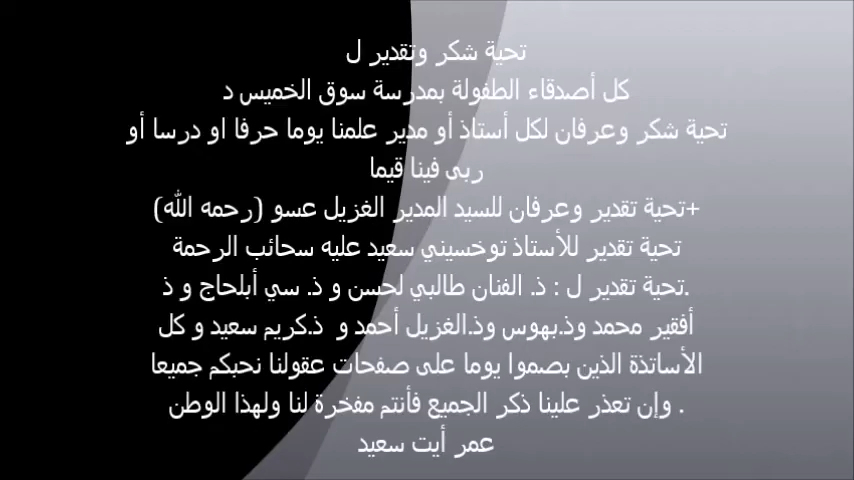 تحية شكر وتقدير ل
كل أصدقاء الطفولة بمدرسة سوق الخميس د
تحية شكر وعرفان لكل أستاذ أو مدير علمنا يوما حرفا او درسا أو
ربى فينا قيما
+تحية تقدير وعرفان للسيد المدير الغزيل عسو (رحمه الله)
تحية تقدير للأستاذ توخسيني سعيد عليه سحائب الرحمة
.تحية تقدير ل : ذ. الفنان طالبي لحسن و ذ. سي أبلحاج و ذ
أفقير محمد وذ.بهوس وذ.الغزيل أحمد و ذ.كريم سعيد و كل
الأساتذة الذين بصموا يوما على صفحات عقولنا نحبكم جميعا
. وإن تعذر علينا ذكر الجميع فأنتم مفخرة لنا ولهذا الوطن
عمر أيت سعيد